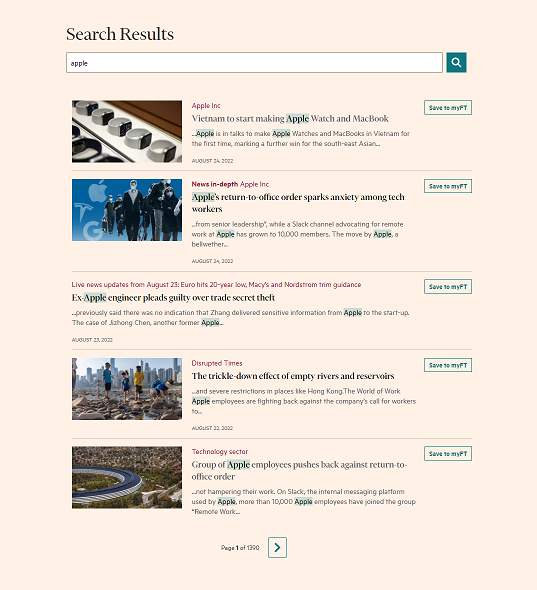 Search Results
apple
Apple Inc
Save to myFT
Vietnam to start making Apple Watch and MacBook
...Apple is in talks to make Apple Watches and MacBooks in Vietnam for
the first time, marking a further win for the south-east Asian...
AUGUST 24, 2022
News in-depth Apple Inc
Save to myFT
Apple's return-to-office order sparks anxiety among tech
workers
...from senior leadership", while a Slack channel advocating for remote
work at Apple has grown to 10,000 members. The move by Apple, a
bellwether...
AUGUST 24, 2022
Live news updates from August 23: Euro hits 20-year low, Macy's and Nordstrom trim guidance
Save to myFT
Ex-Apple engineer pleads guilty over trade secret theft
...previously said there was no indication that Zhang delivered sensitive information from Apple to the start-up.
The case of Jizhong Chen, another former Apple...
AUGUST 23, 2022
Disrupted Times
Save to myFT
The trickle-down effect of empty rivers and reservoirs
...and severe restrictions in places like Hong Kong.The World of Work
Apple employees are fighting back against the company's call for workers
to...
AUGUST 22, 2022
Technology sector
Save to myFT
Group of Apple employees pushes back against return-to-
office order
...not hampering their work. On Slack, the internal messaging platform
used by Apple, more than 10,000 Apple employees have joined the group
"Remote Work...
Page 1 of 1390